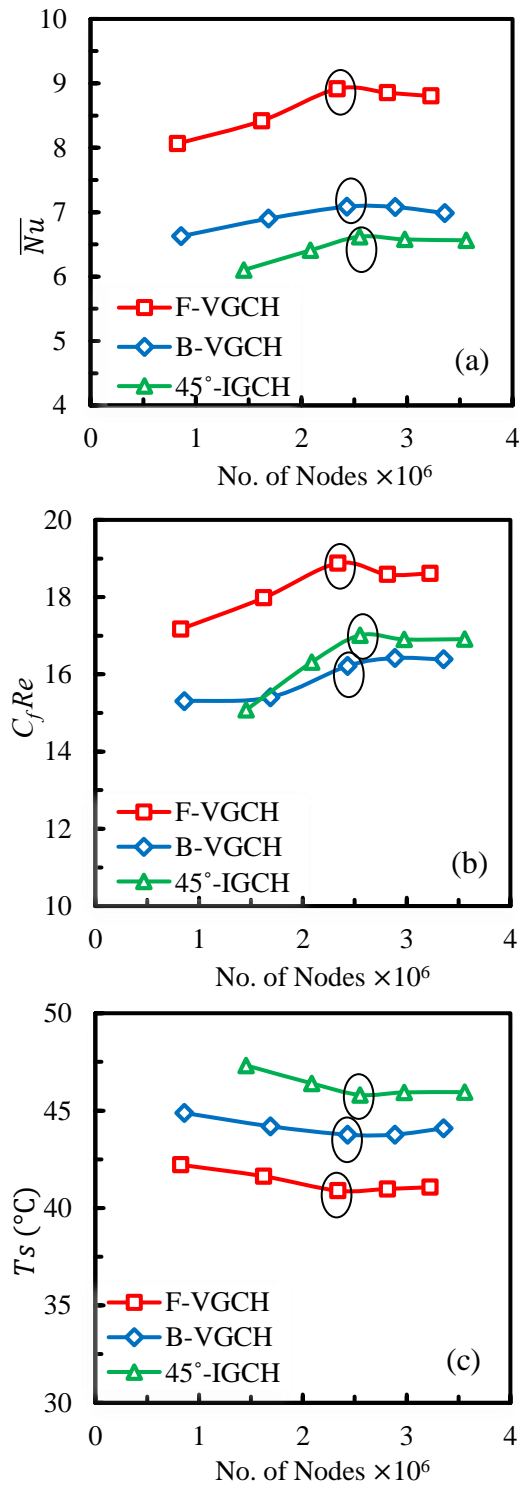 10
9
8
7
6
5
4
N̅u̅
F-VGCH
B-VGCH
45˚-IGCH
(a)
0 1 2 3 4
No. of Nodes ×10⁶
20
18
16
14
12
10
C_fRe
F-VGCH
B-VGCH
45˚-IGCH
(b)
0 1 2 3 4
No. of Nodes ×10⁶
50
45
40
35
30
Ts (°C)
F-VGCH
B-VGCH
45˚-IGCH
(c)
0 1 2 3 4
No. of Nodes ×10⁶